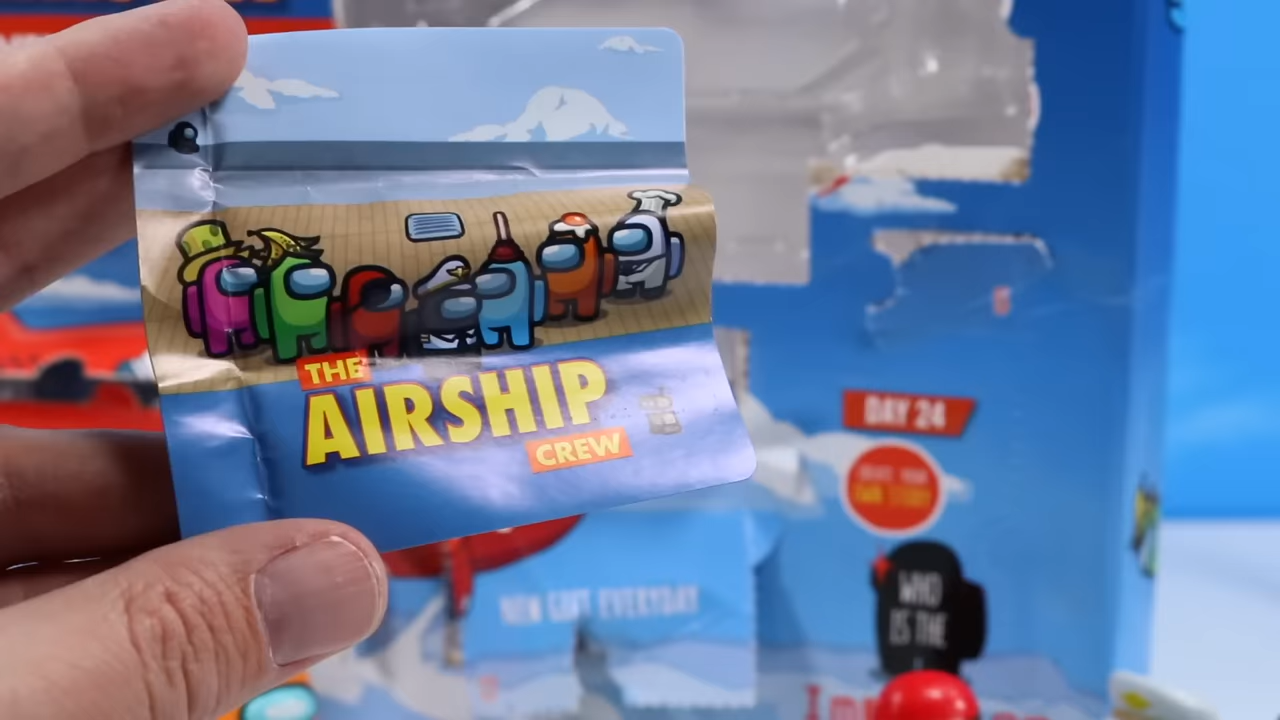 THE
AIRSHIP
CREW
DAY 24
NEW GIFT EVERYDAY
WHO
IS THE